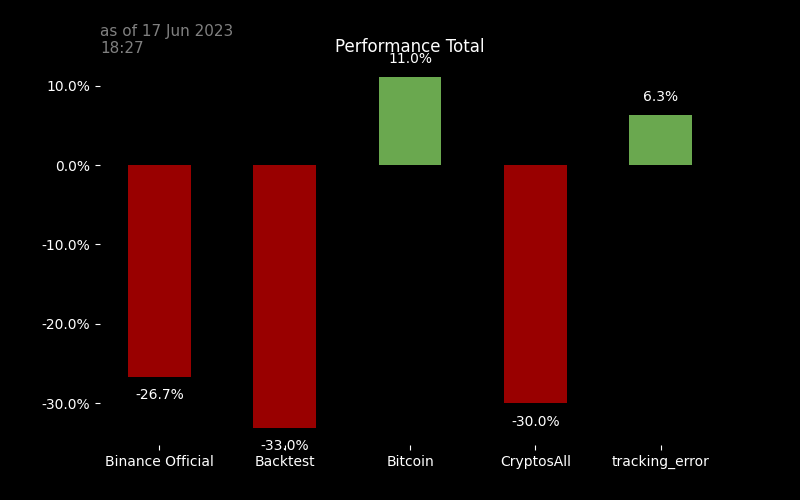 as of 17 Jun 2023
18:27
Performance Total
11.0%
10.0%
6.3%
0.0%
-10.0%
-20.0%
-26.7%
-30.0%
-30.0%
-33.0%
Binance Official
Backtest
Bitcoin
CryptosAll
tracking_error